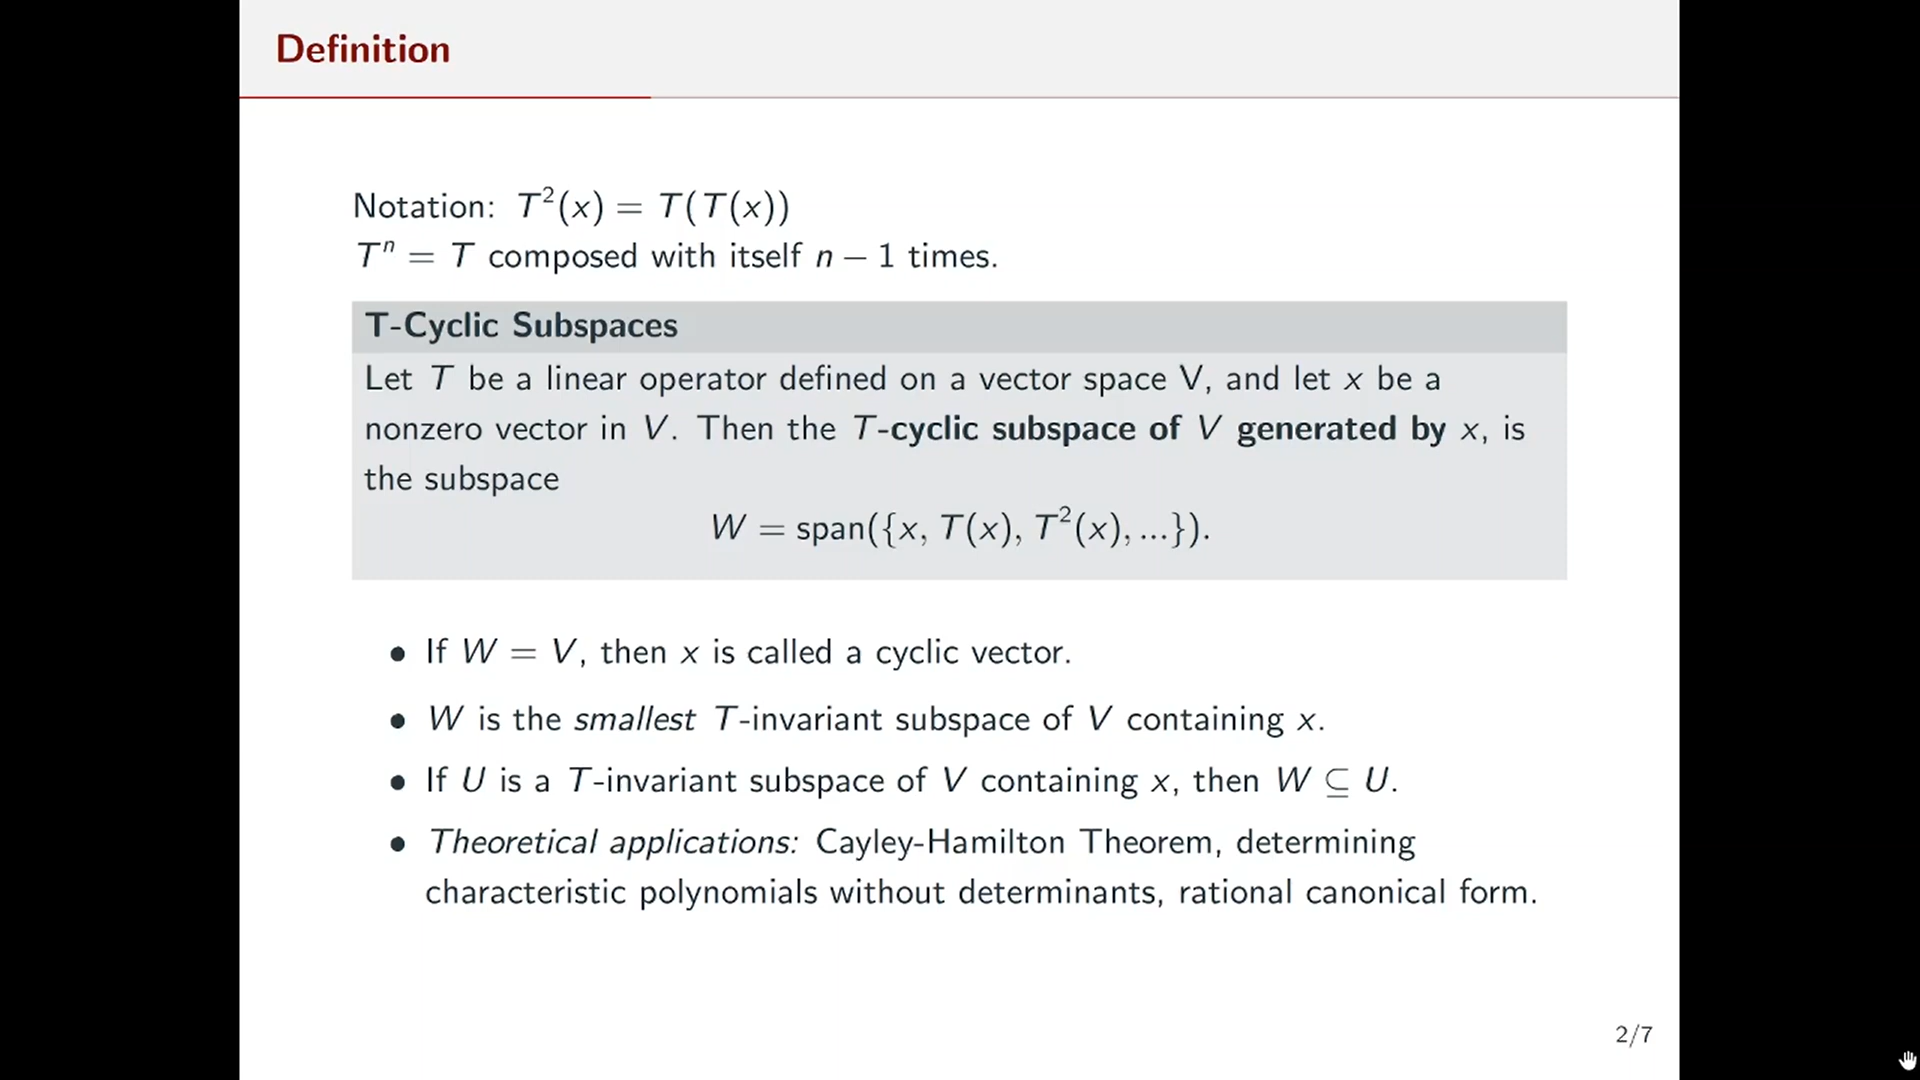 Definition
Notation: T²(x) = T(T(x))
Tⁿ = T composed with itself n − 1 times.
T-Cyclic Subspaces
Let T be a linear operator defined on a vector space V, and let x be a
nonzero vector in V. Then the T-cyclic subspace of V generated by x, is
the subspace
W = span({x, T(x), T²(x), ...}).
• If W = V, then x is called a cyclic vector.
• W is the smallest T-invariant subspace of V containing x.
• If U is a T-invariant subspace of V containing x, then W ⊆ U.
• Theoretical applications: Cayley-Hamilton Theorem, determining
characteristic polynomials without determinants, rational canonical form.
2/7